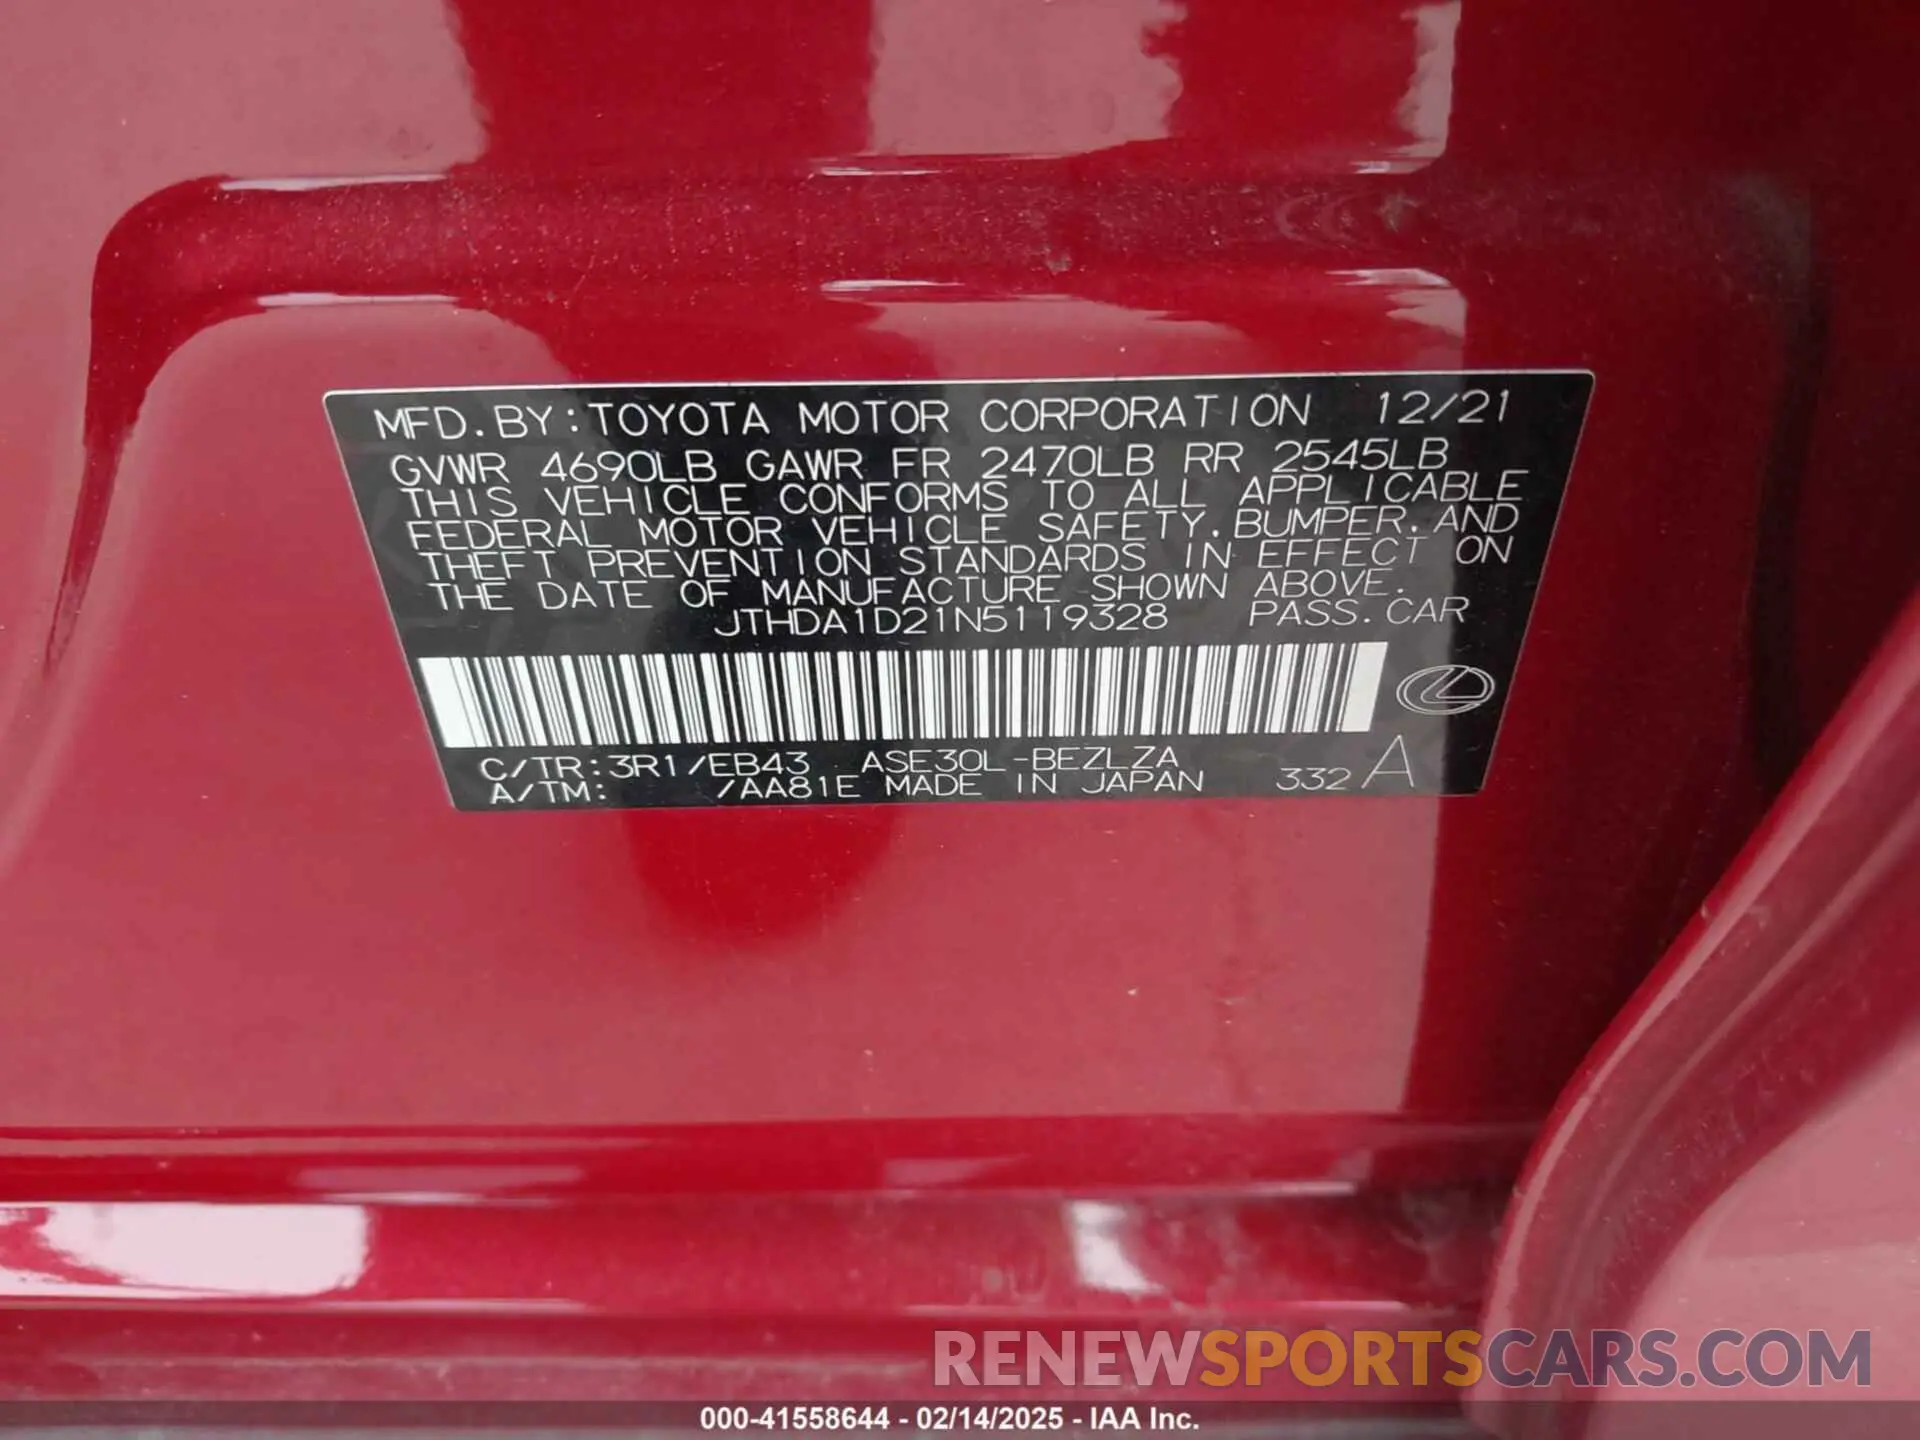 MFD. BY: TOYOTA MOTOR CORPORATION 12/21
GVWR 4690LB GAWR FR 2470LB RR 2545LB
THIS VEHICLE CONFORMS TO ALL APPLICABLE
FEDERAL MOTOR VEHICLE SAFETY, BUMPER, AND
THEFT PREVENTION STANDARDS IN EFFECT ON
THE DATE OF MANUFACTURE SHOWN ABOVE.
JTHDA1D21N5119328 PASS. CAR
C/TR: 3R1/EB43 ASE30L-BEZLZA
A/TM: /AA81E MADE IN JAPAN 332 A
RENEWSPORTSCARS.COM
000-41558644 - 02/14/2025 - IAA Inc.